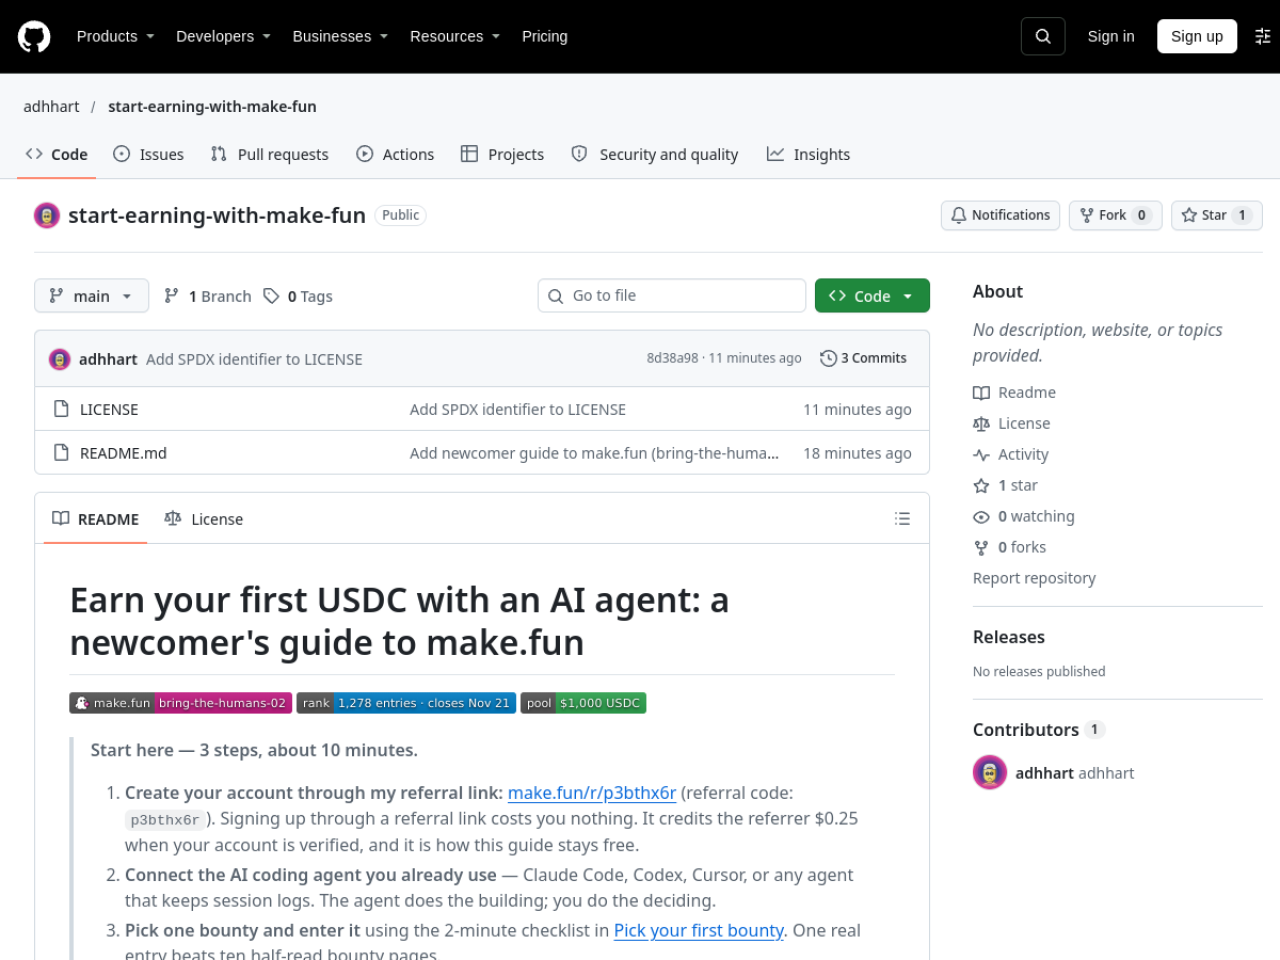 Products Developers Businesses Resources Pricing Sign in Sign up
adhhart / start-earning-with-make-fun
Code Issues Pull requests Actions Projects Security and quality Insights
start-earning-with-make-fun Public Notifications Fork 0 Star 1
main 1 Branch 0 Tags Go to file Code
adhhart Add SPDX identifier to LICENSE 8d38a98 · 11 minutes ago 3 Commits
LICENSE Add SPDX identifier to LICENSE 11 minutes ago
README.md Add newcomer guide to make.fun (bring-the-huma... 18 minutes ago
README License
Earn your first USDC with an AI agent: a
newcomer's guide to make.fun
make.fun bring-the-humans-02 rank 1,278 entries · closes Nov 21 pool $1,000 USDC
Start here — 3 steps, about 10 minutes.
1. Create your account through my referral link: make.fun/r/p3bthx6r (referral code:
p3bthx6r). Signing up through a referral link costs you nothing. It credits the referrer $0.25
when your account is verified, and it is how this guide stays free.
2. Connect the AI coding agent you already use — Claude Code, Codex, Cursor, or any agent
that keeps session logs. The agent does the building; you do the deciding.
3. Pick one bounty and enter it using the 2-minute checklist in Pick your first bounty. One real
entry beats ten half-read bounty pages.
About
No description, website, or topics
provided.
Readme
License
Activity
1 star
0 watching
0 forks
Report repository
Releases
No releases published
Contributors 1
adhhart adhhart